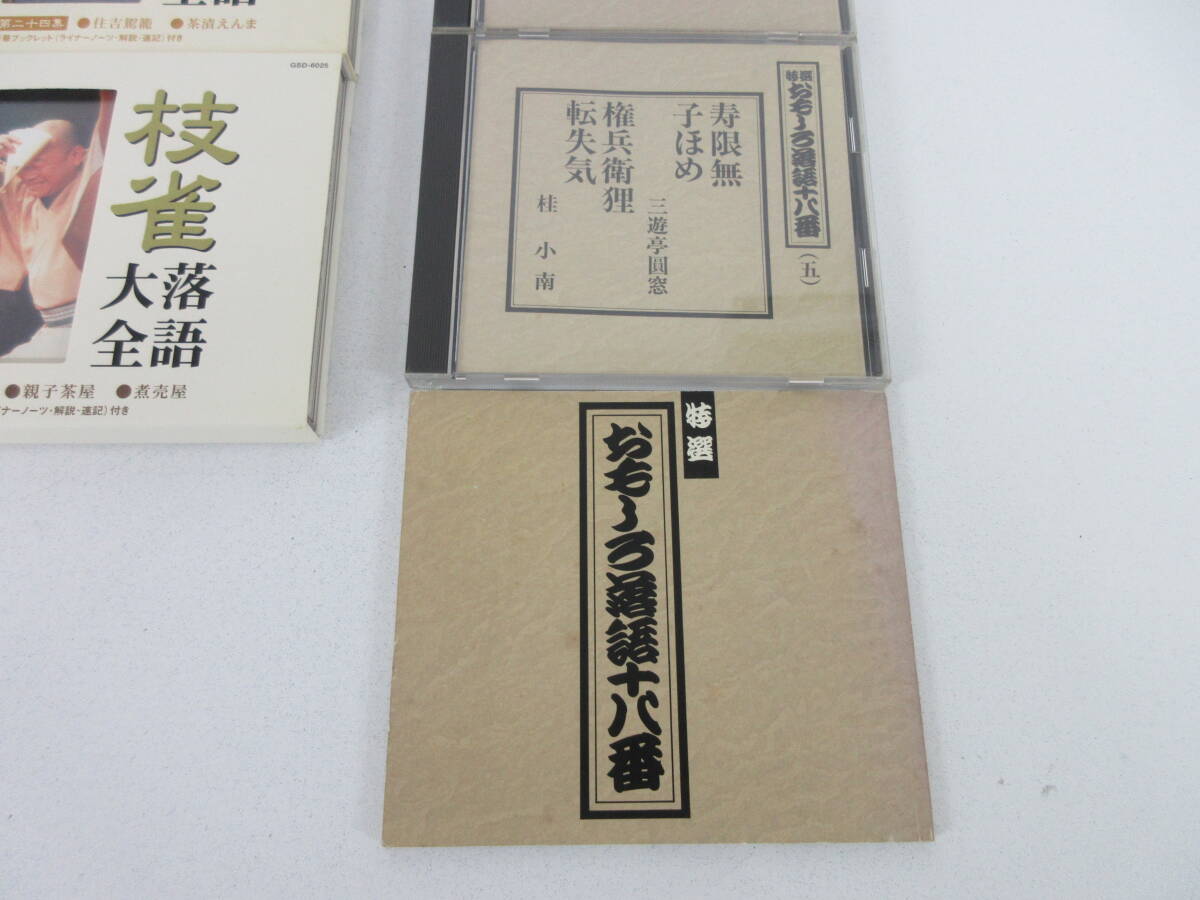 第二十四集 ●住吉駕籠 ●茶漬えんま
ブックレット(ライナーノーツ・解説・速記)付き
GSD-6025
枝雀
落語
大全
●親子茶屋 ●煮売屋
ナーノーツ・解説・速記)付き
特選
おもしろ落語十八番
(五)
寿限無
子ほめ
三遊亭圓窓
権兵衛狸
転失気
桂小南
特選
おもしろ落語十八番